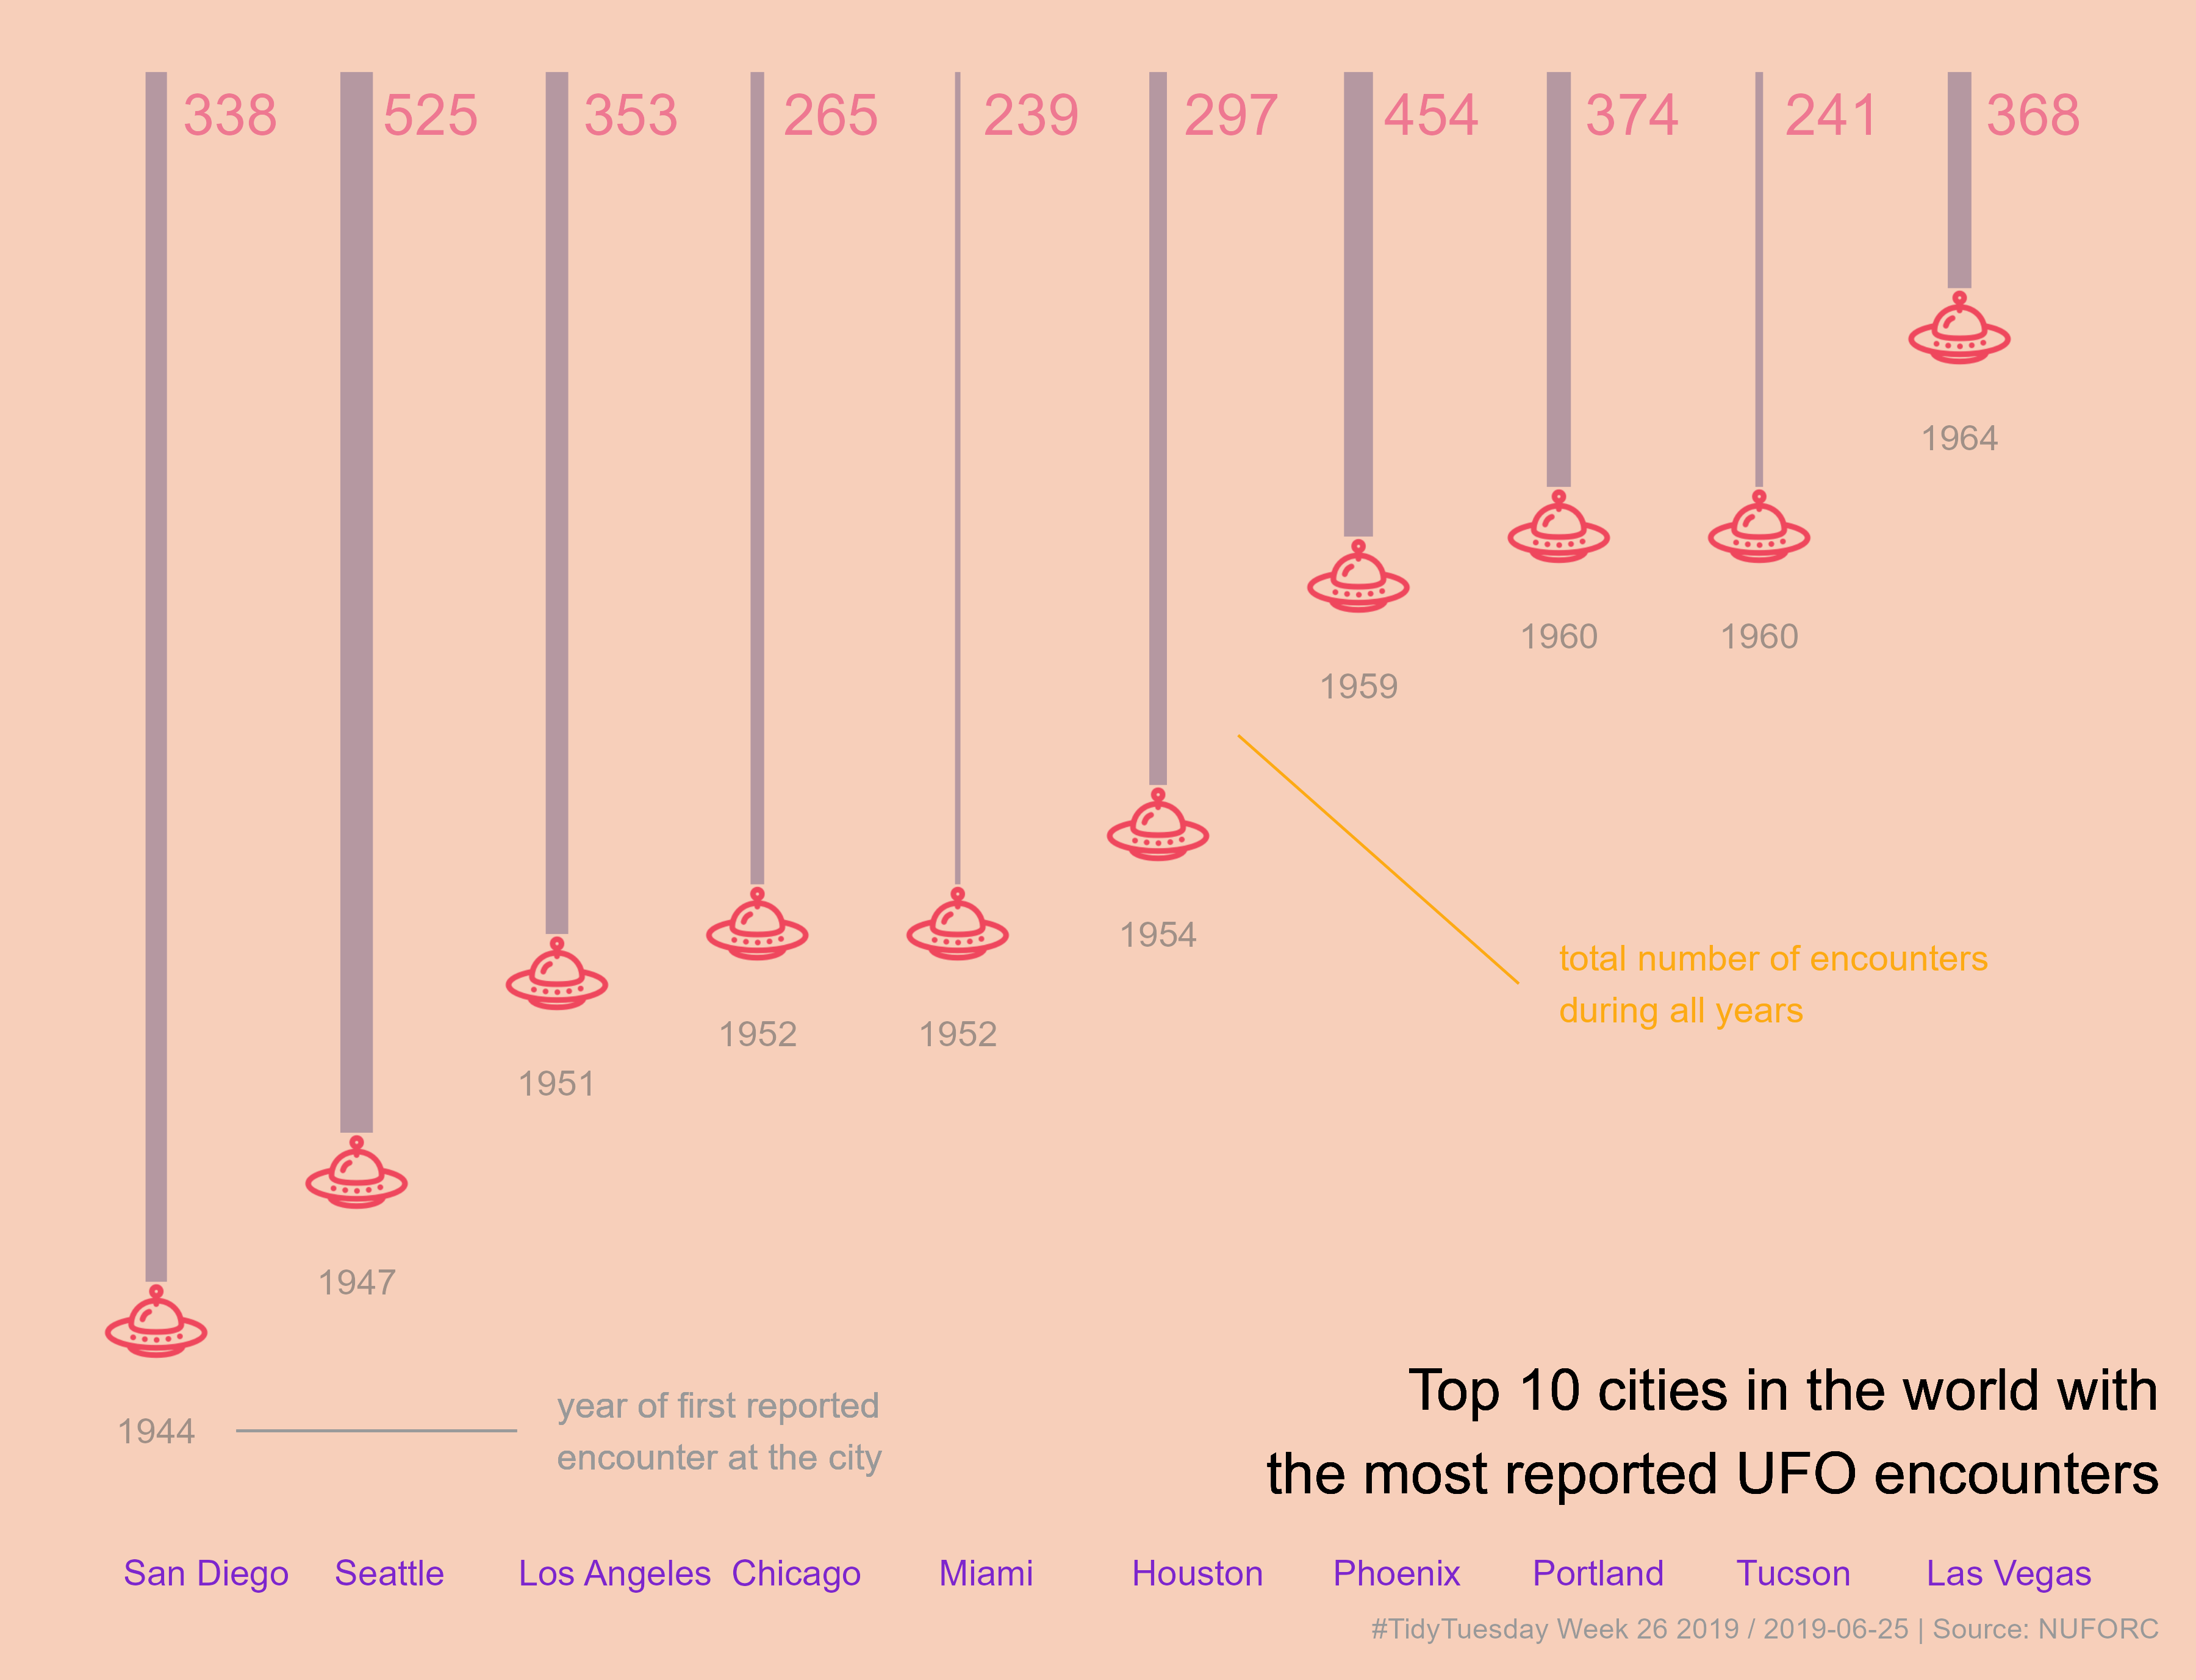 338 525 353 265 239 297 454 374 241 368
1964
1960 1960
1959
1954
total number of encounters
during all years
1952 1952
1951
1947
year of first reported
encounter at the city
1944
Top 10 cities in the world with
the most reported UFO encounters
San Diego Seattle Los Angeles Chicago Miami Houston Phoenix Portland Tucson Las Vegas
#TidyTuesday Week 26 2019 / 2019-06-25 | Source: NUFORC